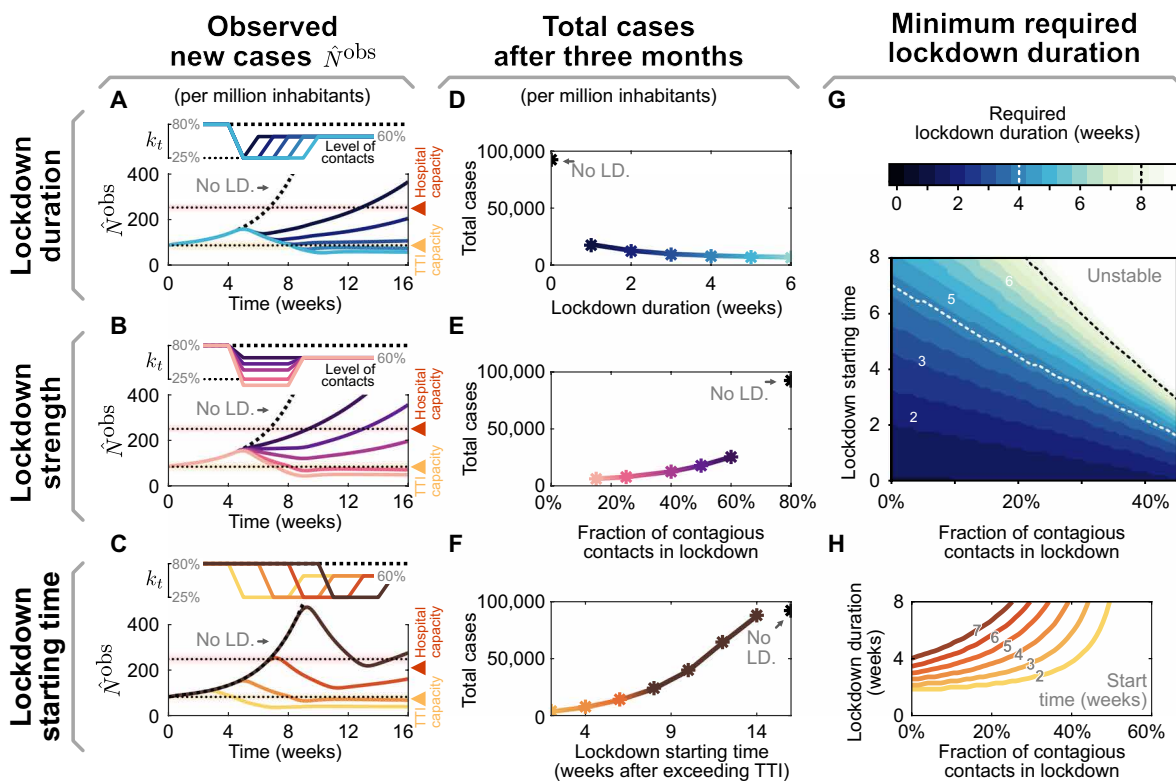 Observed
new cases N̂ᵒᵇˢ
Total cases
after three months
Minimum required
lockdown duration
Lockdown
duration
A
(per million inhabitants)
80%
kₜ
25%
60%
Level of
contacts
400
No LD.
200
0
N̂ᵒᵇˢ
0 4 8 12 16
Time (weeks)
Hospital
capacity
TTI
capacity
D
(per million inhabitants)
100,000
No LD.
50,000
0
Total cases
0 2 4 6
Lockdown duration (weeks)
G
Required
lockdown duration (weeks)
0 2 4 6 8
8
6
4
2
0
Lockdown starting time
Unstable
6
5
3
2
0% 20% 40%
Fraction of contagious
contacts in lockdown
Lockdown
strength
B
80%
kₜ
25%
60%
Level of
contacts
400
No LD.
200
0
N̂ᵒᵇˢ
0 4 8 12 16
Time (weeks)
Hospital
capacity
TTI
capacity
E
100,000
No LD.
50,000
0
Total cases
0% 20% 40% 60% 80%
Fraction of contagious
contacts in lockdown
Lockdown
starting time
C
80%
kₜ
25%
60%
400
No LD.
200
0
N̂ᵒᵇˢ
0 4 8 12 16
Time (weeks)
Hospital
capacity
TTI
capacity
F
100,000
No
LD.
50,000
0
Total cases
4 9 14
Lockdown starting time
(weeks after exceeding TTI)
H
8
4
0
Lockdown duration
(weeks)
7
6
5
4
3
2
Start
time (weeks)
0% 20% 40% 60%
Fraction of contagious
contacts in lockdown